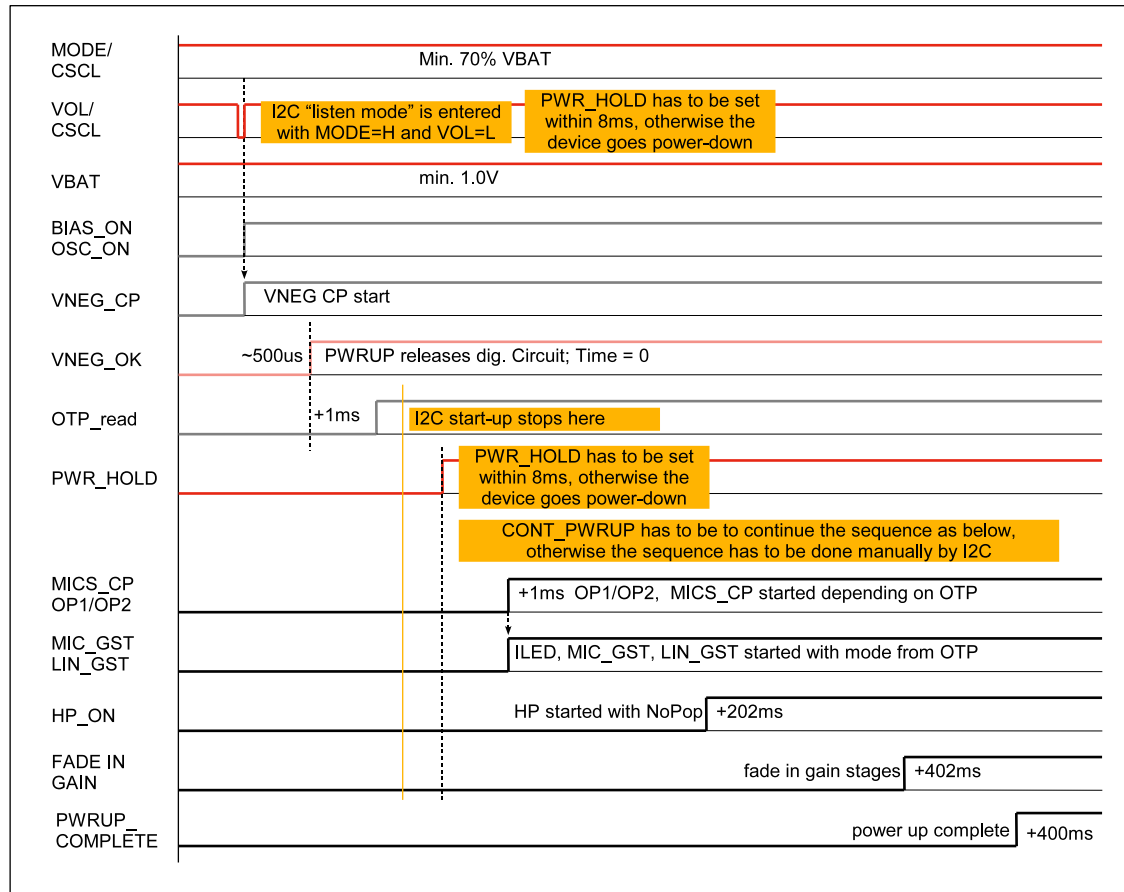 MODE/
CSCL
Min. 70% VBAT
VOL/
CSCL
I2C “listen mode” is entered
with MODE=H and VOL=L
PWR_HOLD has to be set
within 8ms, otherwise the
device goes power-down
VBAT
min. 1.0V
BIAS_ON
OSC_ON
VNEG_CP
VNEG CP start
VNEG_OK
~500us
PWRUP releases dig. Circuit; Time = 0
OTP_read
+1ms
I2C start-up stops here
PWR_HOLD
PWR_HOLD has to be set
within 8ms, otherwise the
device goes power-down
CONT_PWRUP has to be to continue the sequence as below,
otherwise the sequence has to be done manually by I2C
MICS_CP
OP1/OP2
+1ms OP1/OP2, MICS_CP started depending on OTP
MIC_GST
LIN_GST
ILED, MIC_GST, LIN_GST started with mode from OTP
HP_ON
HP started with NoPop
+202ms
FADE IN
GAIN
fade in gain stages
+402ms
PWRUP_
COMPLETE
power up complete
+400ms